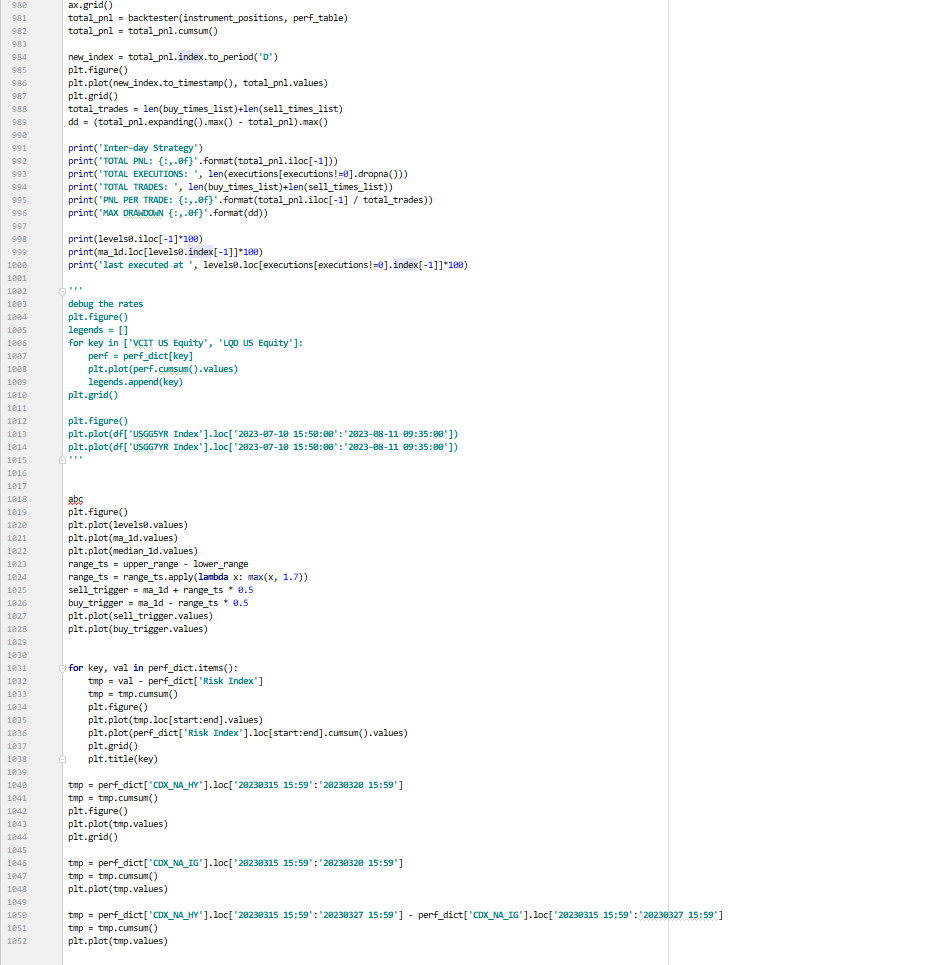 980 ax.grid()
981 total_pnl = backtester(instrument_positions, perf_table)
982 total_pnl = total_pnl.cumsum()
983
984 new_index = total_pnl.index.to_period('D')
985 plt.figure()
986 plt.plot(new_index.to_timestamp(), total_pnl.values)
987 plt.grid()
988 total_trades = len(buy_times_list)+len(sell_times_list)
989 dd = (total_pnl.expanding().max() - total_pnl).max()
990
991 print('Inter-day Strategy')
992 print('TOTAL PNL: {:,.0f}'.format(total_pnl.iloc[-1]))
993 print('TOTAL EXECUTIONS: ', len(executions[executions!=0].dropna()))
994 print('TOTAL TRADES: ', len(buy_times_list)+len(sell_times_list))
995 print('PNL PER TRADE: {:,.0f}'.format(total_pnl.iloc[-1] / total_trades))
996 print('MAX DRAWDOWN {:,.0f}'.format(dd))
997
998 print(levels0.iloc[-1]*100)
999 print(ma_1d.loc[levels0.index[-1]]*100)
1000 print('last executed at ', levels0.loc[executions[executions!=0].index[-1]]*100)
1001
1002 '''
1003 debug the rates
1004 plt.figure()
1005 legends = []
1006 for key in ['VCIT US Equity', 'LQD US Equity']:
1007     perf = perf_dict[key]
1008     plt.plot(perf.cumsum().values)
1009     legends.append(key)
1010 plt.grid()
1011
1012 plt.figure()
1013 plt.plot(df['USGG5YR Index'].loc['2023-07-10 15:50:00':'2023-08-11 09:35:00'])
1014 plt.plot(df['USGG7YR Index'].loc['2023-07-10 15:50:00':'2023-08-11 09:35:00'])
1015 '''
1016
1017
1018 abc
1019 plt.figure()
1020 plt.plot(levels0.values)
1021 plt.plot(ma_1d.values)
1022 plt.plot(median_1d.values)
1023 range_ts = upper_range - lower_range
1024 range_ts = range_ts.apply(lambda x: max(x, 1.7))
1025 sell_trigger = ma_1d + range_ts * 0.5
1026 buy_trigger = ma_1d - range_ts * 0.5
1027 plt.plot(sell_trigger.values)
1028 plt.plot(buy_trigger.values)
1029
1030
1031 for key, val in perf_dict.items():
1032     tmp = val - perf_dict['Risk Index']
1033     tmp = tmp.cumsum()
1034     plt.figure()
1035     plt.plot(tmp.loc[start:end].values)
1036     plt.plot(perf_dict['Risk Index'].loc[start:end].cumsum().values)
1037     plt.grid()
1038     plt.title(key)
1039
1040 tmp = perf_dict['CDX_NA_HY'].loc['20230315 15:59':'20230320 15:59']
1041 tmp = tmp.cumsum()
1042 plt.figure()
1043 plt.plot(tmp.values)
1044 plt.grid()
1045
1046 tmp = perf_dict['CDX_NA_IG'].loc['20230315 15:59':'20230320 15:59']
1047 tmp = tmp.cumsum()
1048 plt.plot(tmp.values)
1049
1050 tmp = perf_dict['CDX_NA_HY'].loc['20230315 15:59':'20230327 15:59'] - perf_dict['CDX_NA_IG'].loc['20230315 15:59':'20230327 15:59']
1051 tmp = tmp.cumsum()
1052 plt.plot(tmp.values)